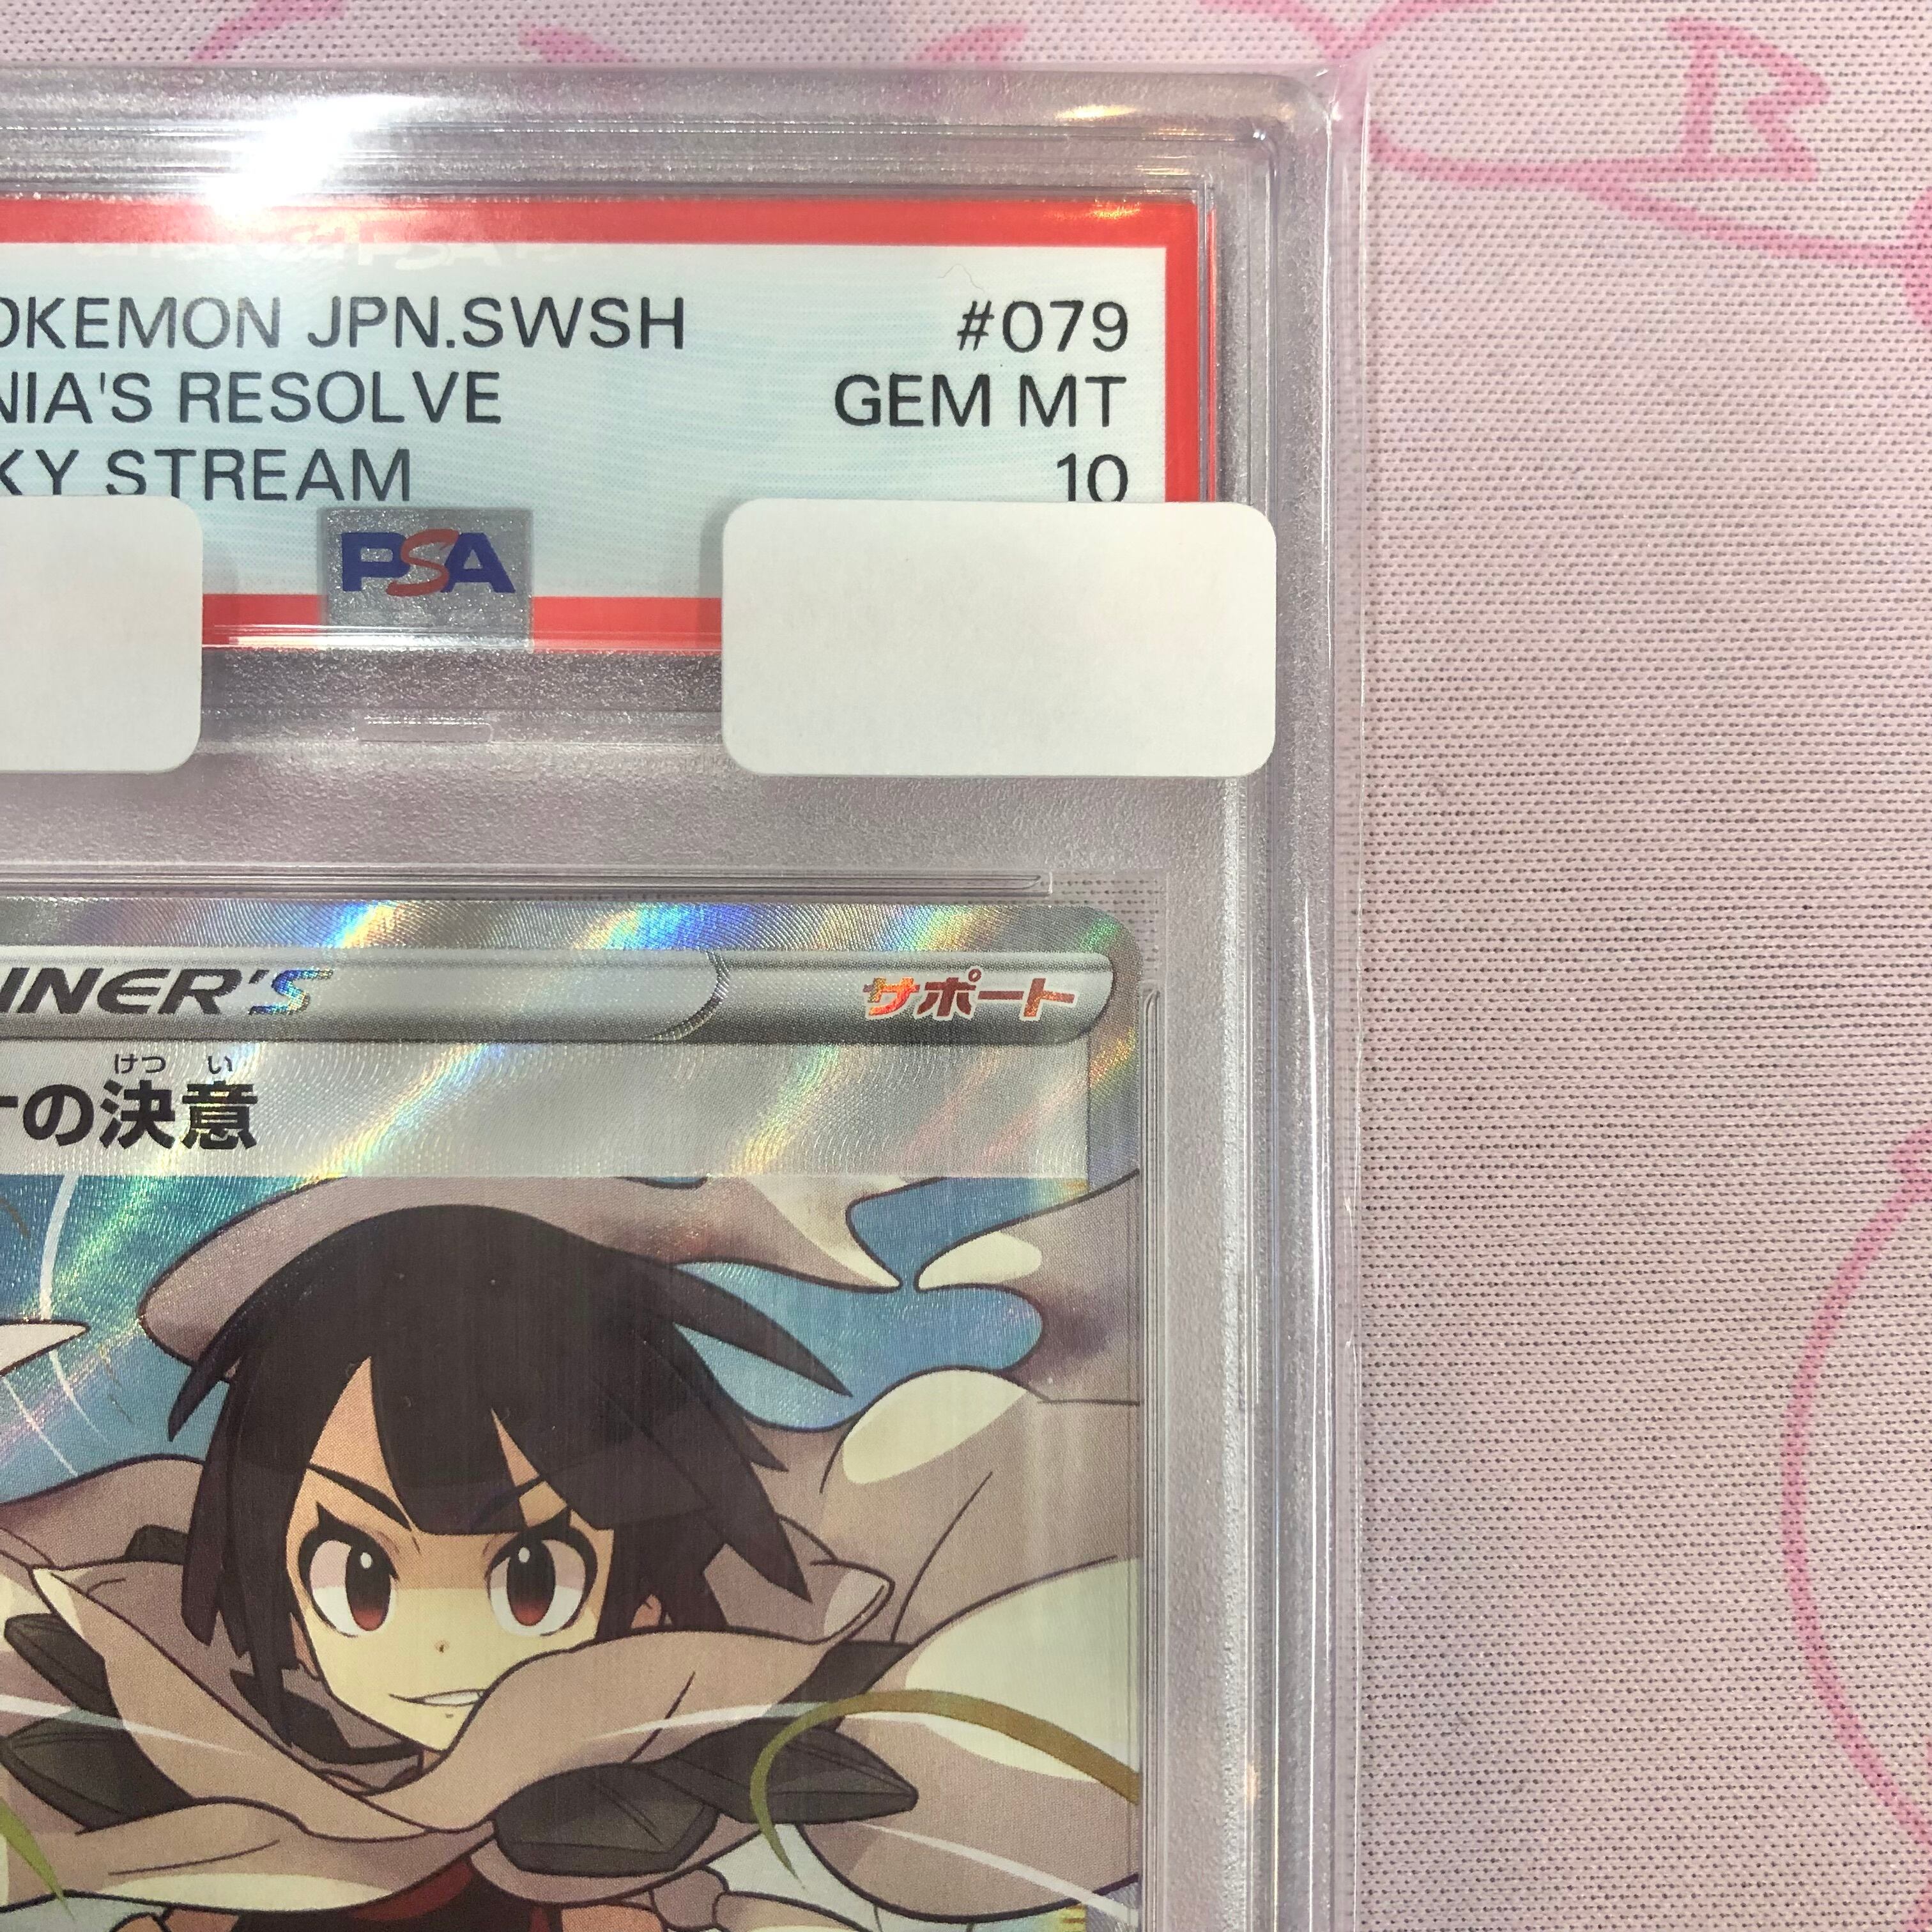 OKEMON JPN.SWSH #079
NIA'S RESOLVE GEM MT
KY STREAM 10
PSA
INER'S サポート
けつ い
の決意